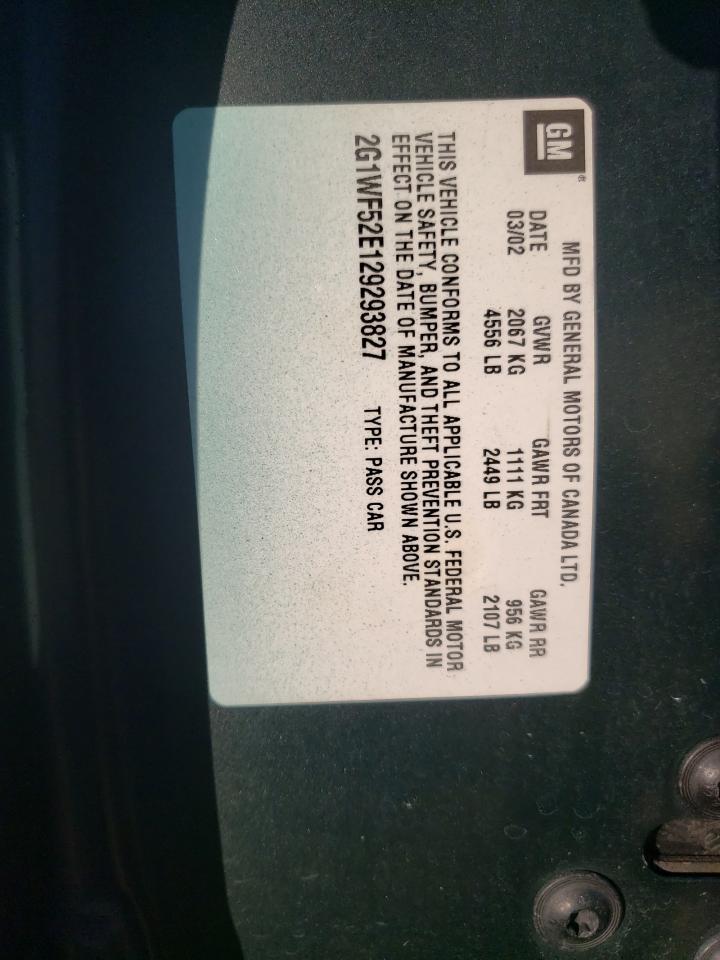 GM®
MFD BY GENERAL MOTORS OF CANADA LTD.
DATE GVWR GAWR FRT GAWR RR
03/02 2067 KG 1111 KG 956 KG
4556 LB 2449 LB 2107 LB
THIS VEHICLE CONFORMS TO ALL APPLICABLE U.S. FEDERAL MOTOR
VEHICLE SAFETY, BUMPER, AND THEFT PREVENTION STANDARDS IN
EFFECT ON THE DATE OF MANUFACTURE SHOWN ABOVE.
2G1WF52E129293827 TYPE: PASS CAR